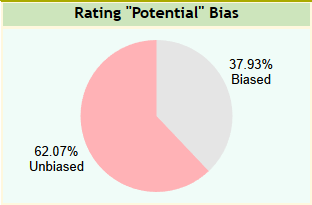 Rating "Potential" Bias
37.93%
Biased
62.07%
Unbiased